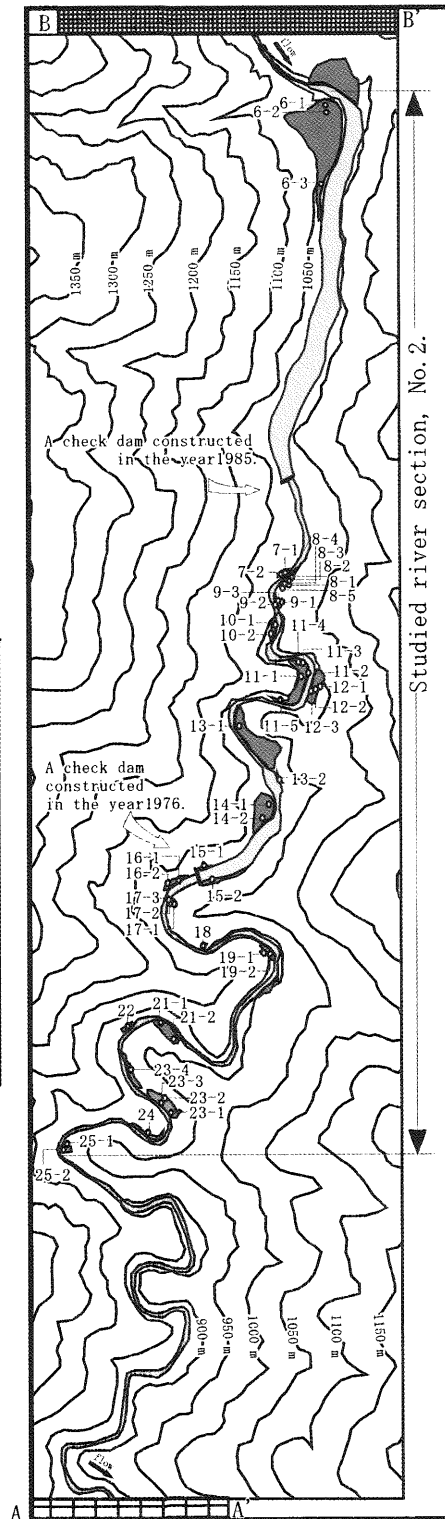 B
B'
Flow
6-1
6-2
6-3
1350-m
1300-m
1250-m
1200-m
1150-m
1100-m
1050-m
Studied river section, No. 2.
A check dam constructed
in the year1985.
8-4
7-1
8-3
7-2
8-2
8-1
9-3
8-5
9-2
9-1
10-1
11-4
10-2
11-3
11-1
11-2
12-1
12-2
13-1
11-5
12-3
A check dam
constructed
in the year1976.
13-2
14-1
14-2
16-1
15-1
16-2
17-3
15-2
17-2
17-1
18
19-1
19-2
21-1
22
21-2
23-4
23-3
24
23-2
23-1
25-1
25-2
900-m
950-m
1000-m
1050-m
1100-m
1150-m
Flow
A
A'